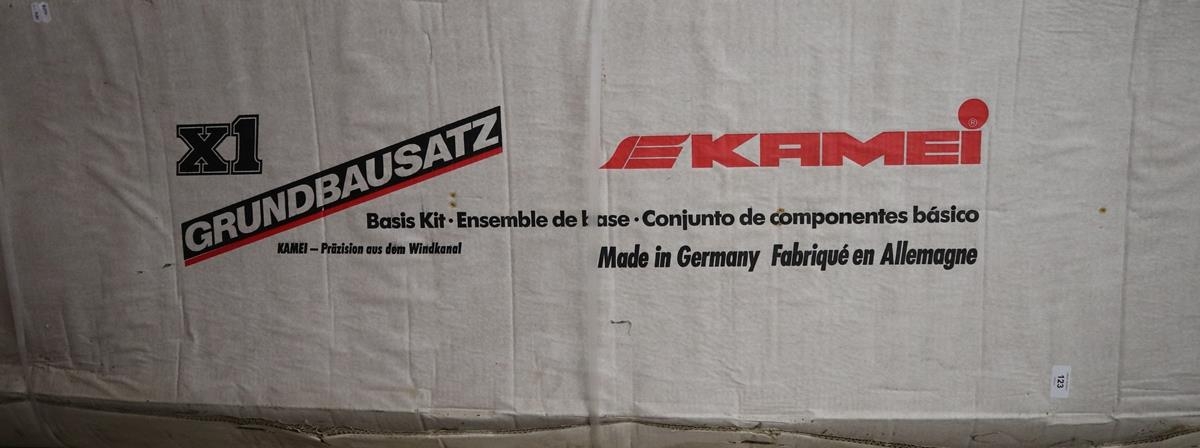 X1
GRUNDBAUSATZ
KAMEI®
Basis Kit · Ensemble de base · Conjunto de componentes básico
KAMEI – Präzision aus dem Windkanal
Made in Germany Fabriqué en Allemagne
123